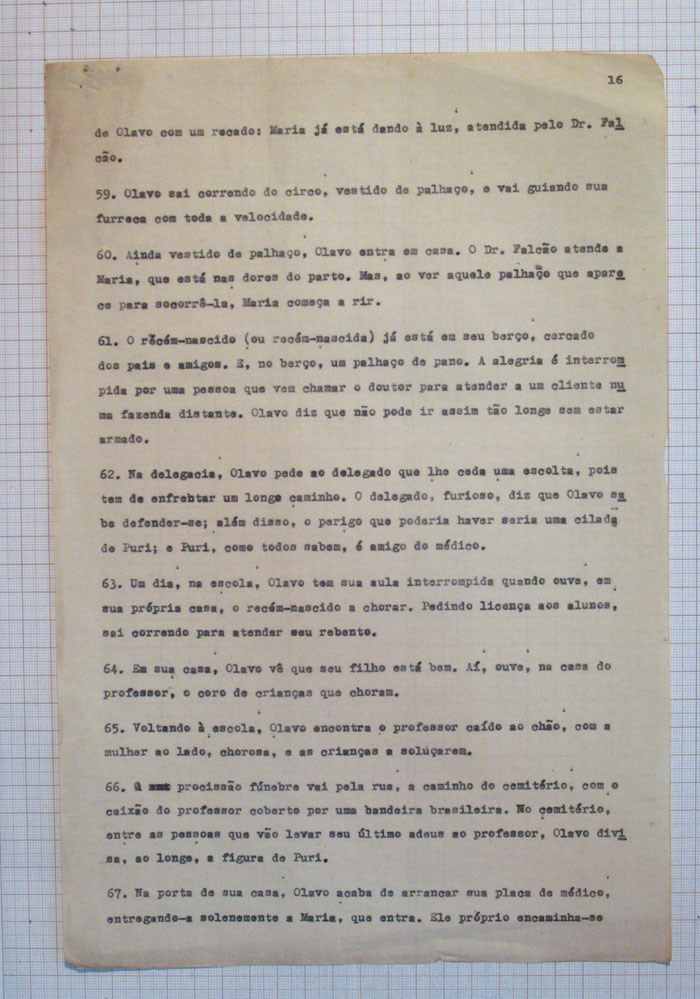 16
de Olavo com um recado: Maria já está dando à luz, atendida pelo Dr. Fal
cão.
59. Olavo sai correndo do circo, vestido de palhaço, e vai guiando sua
furreca com toda a velocidade.
60. Ainda vestido de palhaço, Olavo entra em casa. O Dr. Falcão atende a
Maria, que está nas dores do parto. Mas, ao ver aquele palhaço que apare
ce para socorrê-la, Maria começa a rir.
61. O récém-nascido (ou recém-nascida) já está em seu berço, cercado
dos pais e amigos. E, no berço, um palhaço de pano. A alegria é interrom
pida por uma pessoa que vem chamar o doutor para atender a um cliente nu
ma fazenda distante. Olavo diz que não pode ir assim tão longe sem estar
armado.
62. Na delegacia, Olavo pede ao delegado que lhe ceda uma escolta, pois
tem de enfrebtar um longe caminho. O delegado, furioso, diz que Olavo sa
be defender-se; além disso, o perigo que poderia haver seria uma cilada
de Puri; e Puri, como todos sabem, é amigo do médico.
63. Um dia, na escola, Olavo tem sua aula interrompida quando ouve, em
sua própria casa, o recém-nascido a chorar. Pedindo licença aos alunos,
sai correndo para atender seu rebento.
64. Em sua casa, Olavo vê que seu filho está bem. Aí, ouve, na casa do
professor, o coro de crianças que choram.
65. Voltando à escola, Olavo encontra o professor caído ao chão, com a
mulher ao lado, chorosa, e as crianças a soluçarem.
66. A procissão fúnebre vai pela rua, a caminho do cemitério, com o
caixão do professor coberto por uma bandeira brasileira. No cemitério,
entre as pessoas que vão levar seu último adeus ao professor, Olavo divi
sa, ao longe, a figura de Puri.
67. Na porta de sua casa, Olavo acaba de arrancar sua placa de médico,
entregando-a solenemente a Maria, que entra. Ele próprio encaminha-se